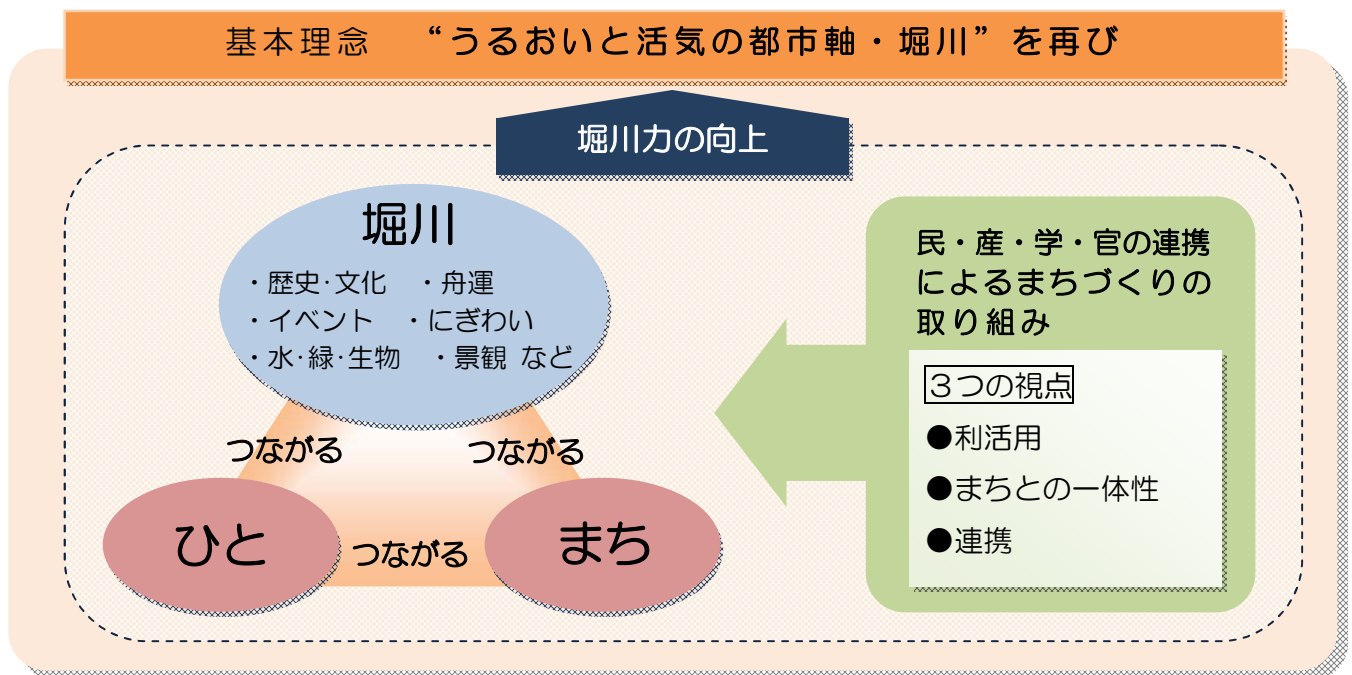 基本理念　“うるおいと活気の都市軸・堀川”を再び
堀川力の向上
堀川
・歴史･文化　・舟運
・イベント　・にぎわい
・水･緑･生物　・景観 など
つながる
つながる
ひと
つながる
まち
民・産・学・官の連携
によるまちづくりの
取り組み
３つの視点
●利活用
●まちとの一体性
●連携